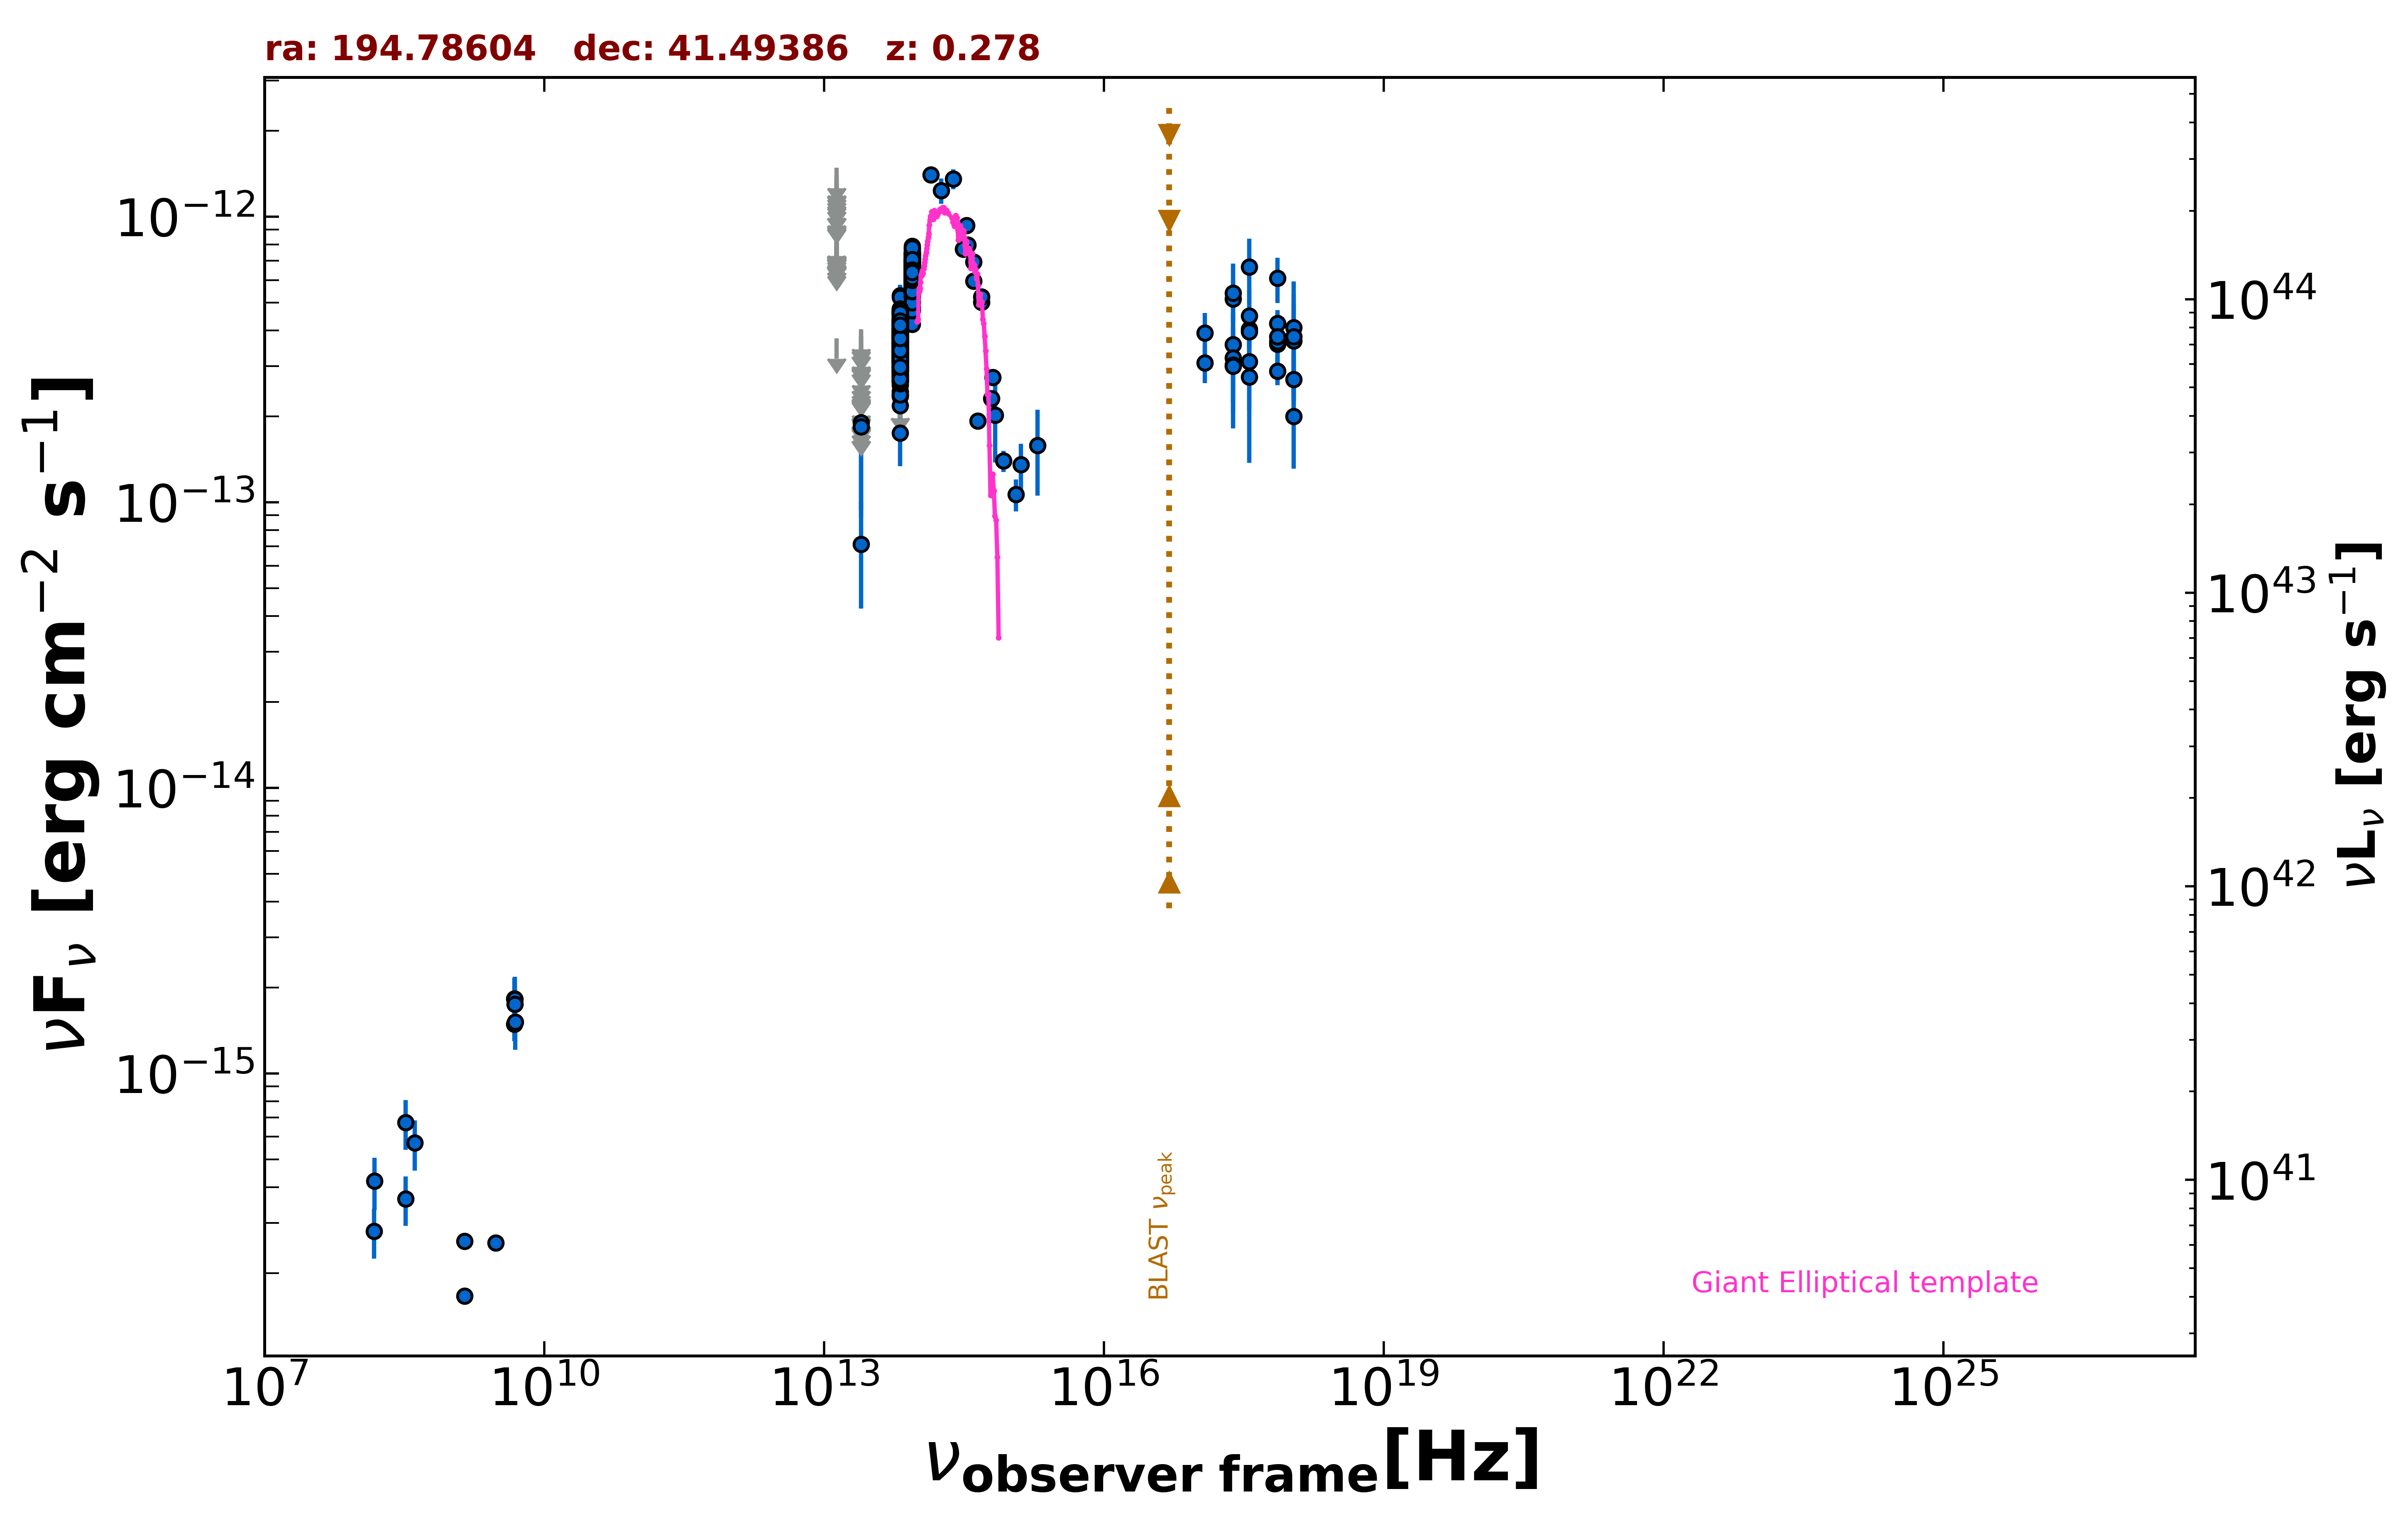 ra: 194.78604   dec: 41.49386   z: 0.278
νFν [erg cm−2 s−1]
10−12
10−13
10−14
10−15
νLν [erg s−1]
1044
1043
1042
1041
BLAST νpeak
Giant Elliptical template
107 1010 1013 1016 1019 1022 1025
νobserver frame[Hz]